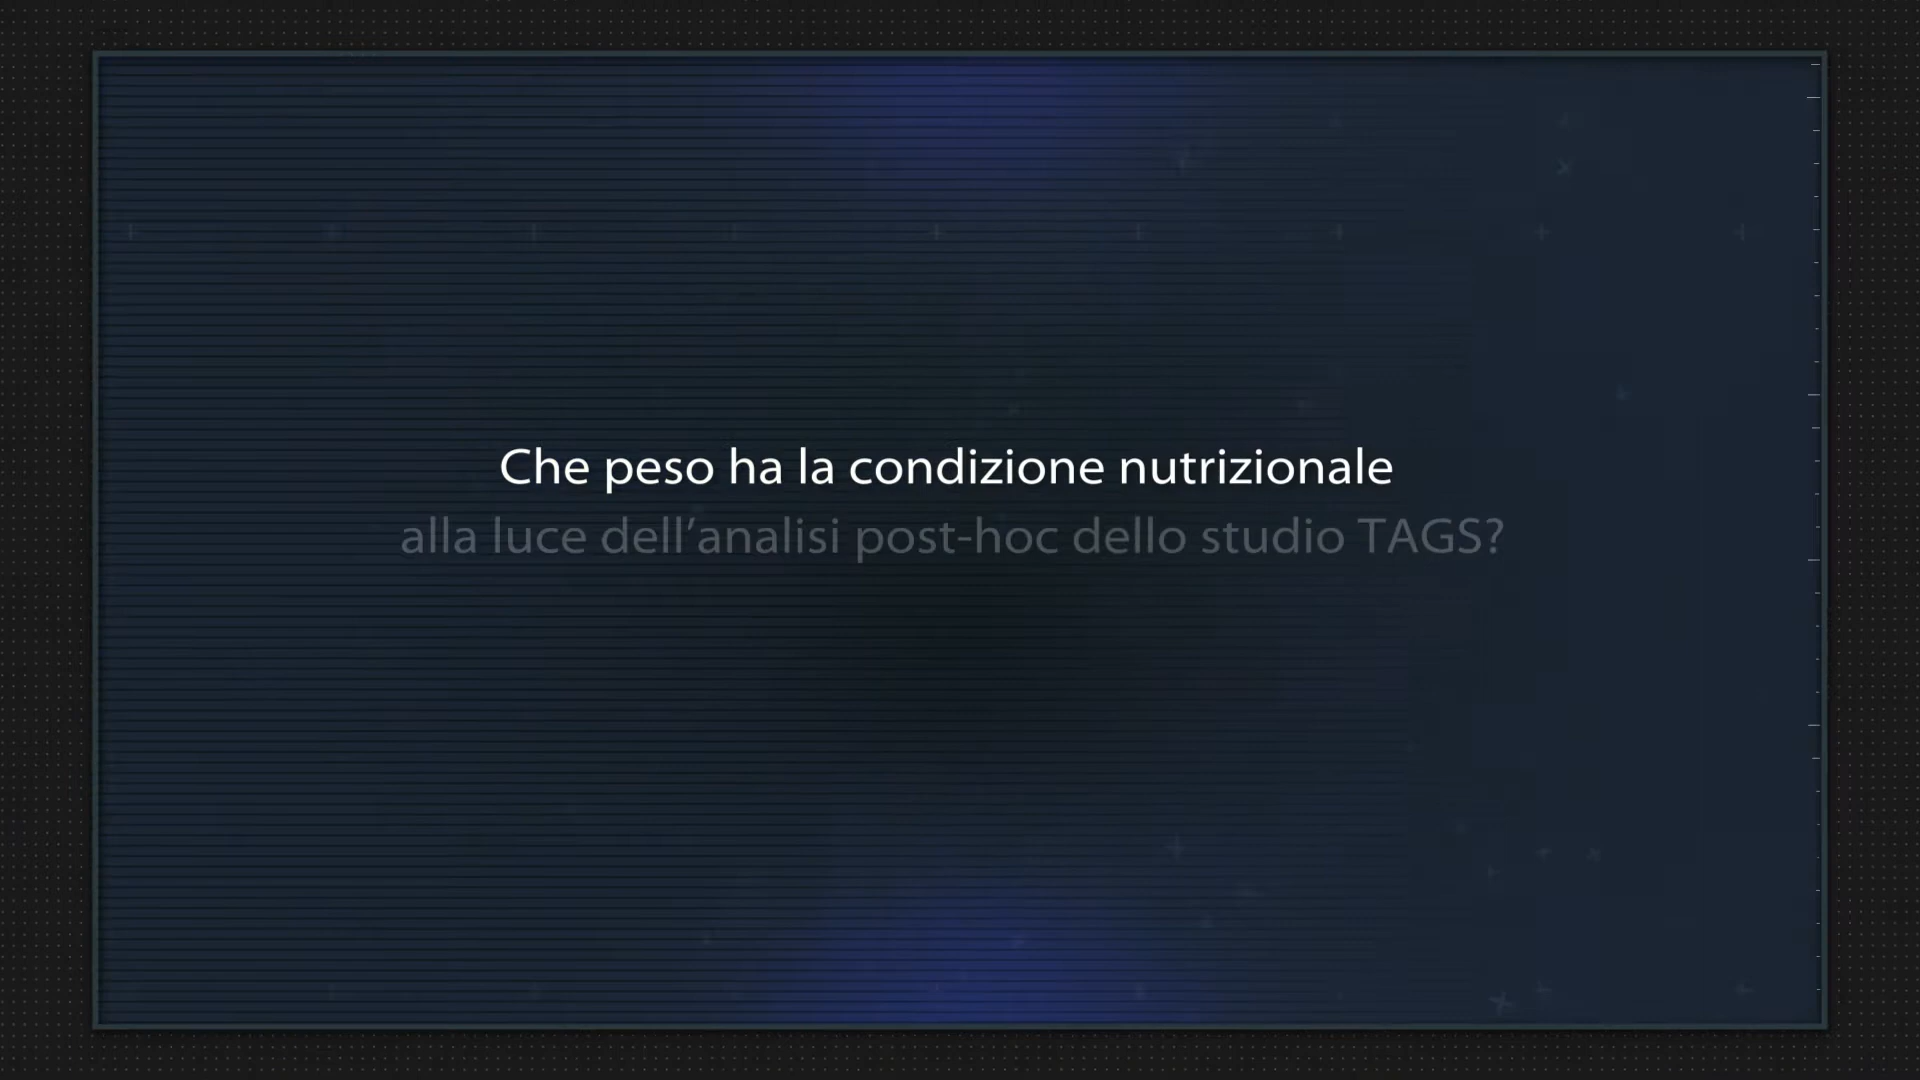 Che peso ha la condizione nutrizionale
alla luce dell’analisi post-hoc dello studio TAGS?